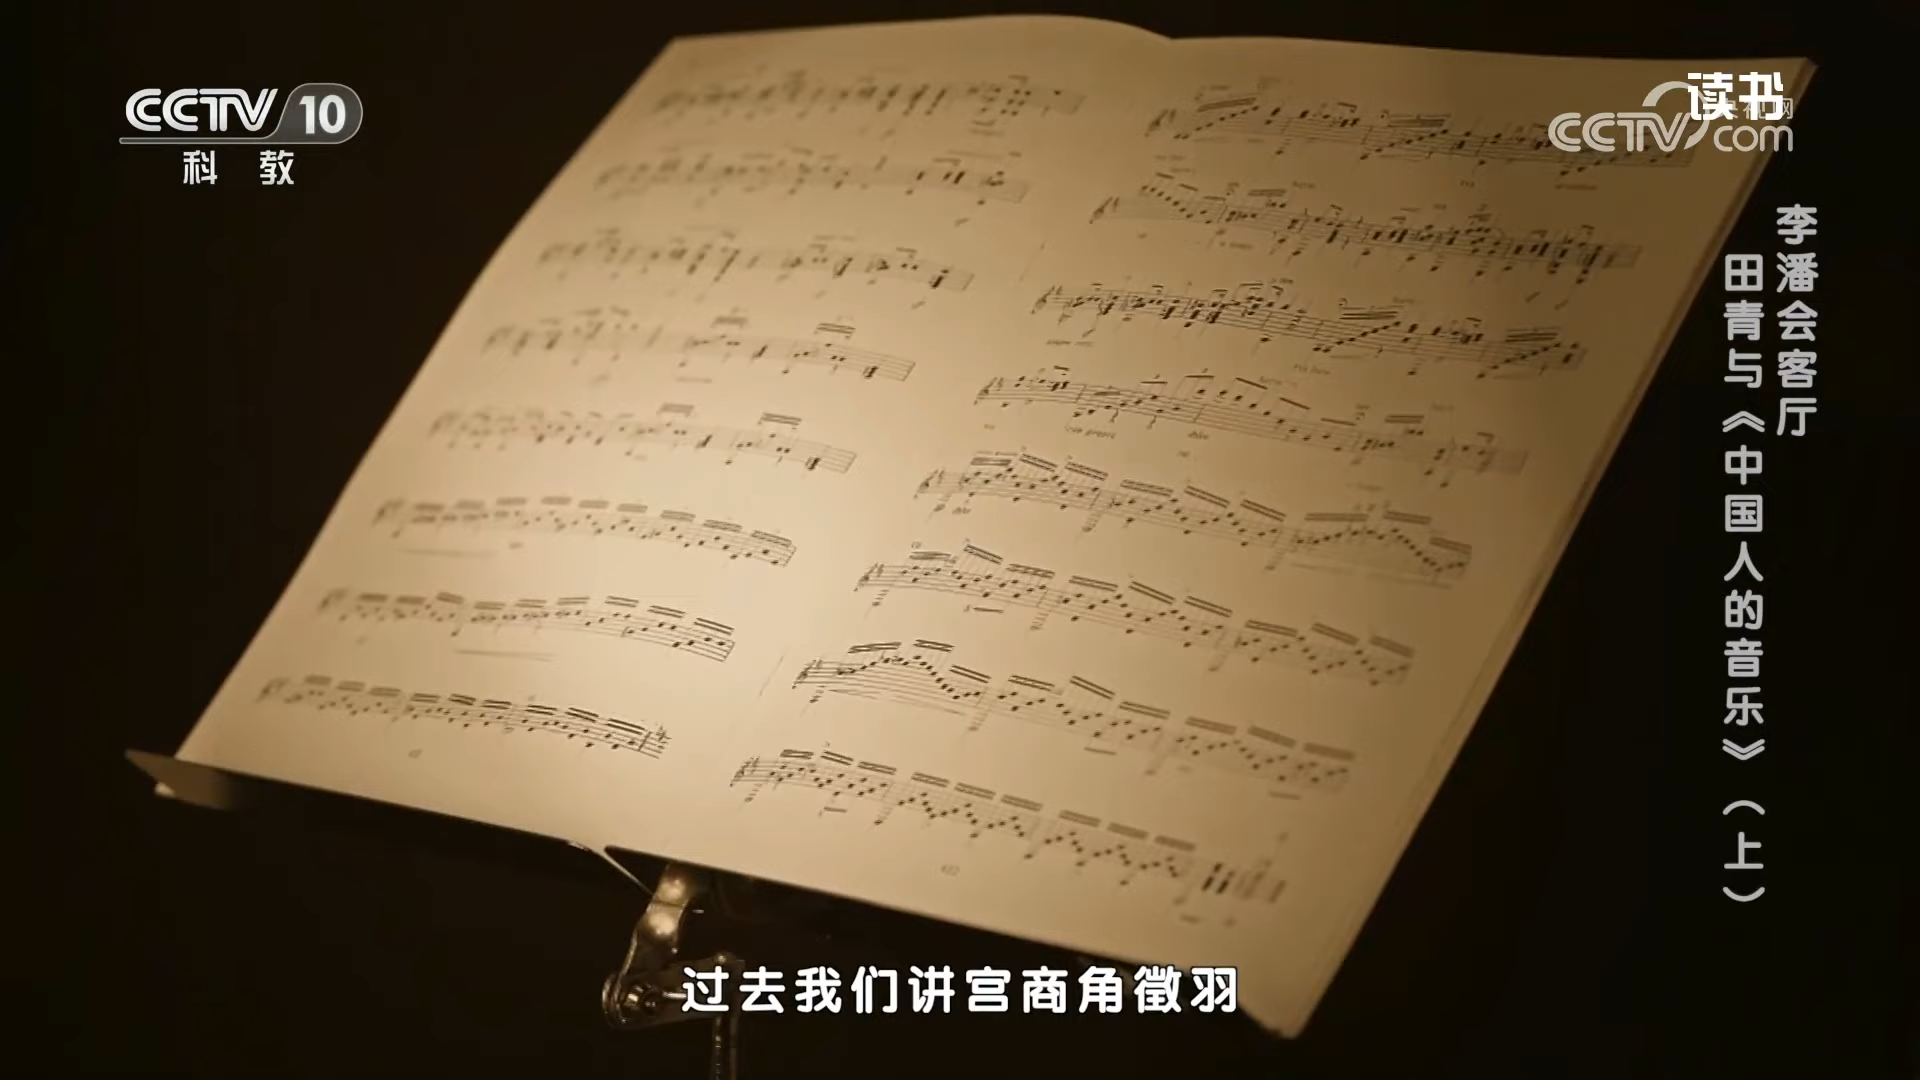 CCTV 10
科 教
读书
CCTV.com
李潘会客厅
田青与《中国人的音乐》(上)
过去我们讲宫商角徵羽